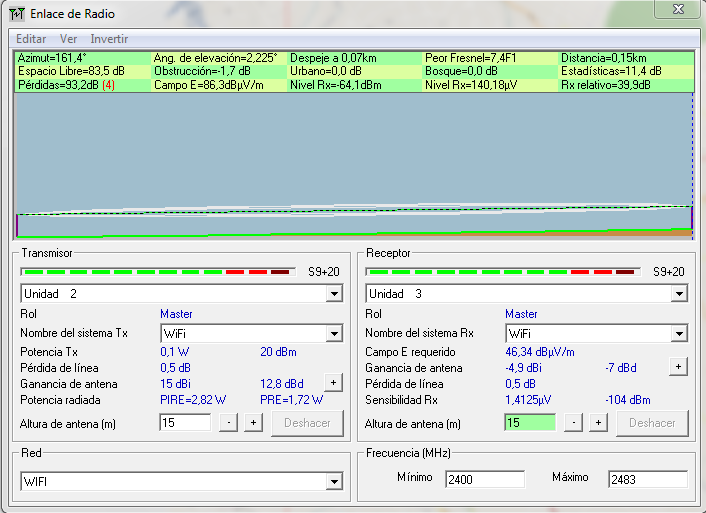 Enlace de Radio
Editar Ver Invertir
Azimut=161,4° Ang. de elevación=2,225° Despeje a 0,07km Peor Fresnel=7,4F1 Distancia=0,15km
Espacio Libre=83,5 dB Obstrucción=-1,7 dB Urbano=0,0 dB Bosque=0,0 dB Estadísticas=11,4 dB
Pérdidas=93,2dB (4) Campo E=86,3dBµV/m Nivel Rx=-64,1dBm Nivel Rx=140,18µV Rx relativo=39,9dB
Transmisor
S9+20
Unidad 2
Rol Master
Nombre del sistema Tx WiFi
Potencia Tx 0,1 W 20 dBm
Pérdida de línea 0,5 dB
Ganancia de antena 15 dBi 12,8 dBd +
Potencia radiada PIRE=2,82 W PRE=1,72 W
Altura de antena (m) 15 - + Deshacer
Receptor
S9+20
Unidad 3
Rol Master
Nombre del sistema Rx WiFi
Campo E requerido 46,34 dBµV/m
Ganancia de antena -4,9 dBi -7 dBd +
Pérdida de línea 0,5 dB
Sensibilidad Rx 1,4125µV -104 dBm
Altura de antena (m) 15 - + Deshacer
Red
WIFI
Frecuencia (MHz)
Mínimo 2400 Máximo 2483